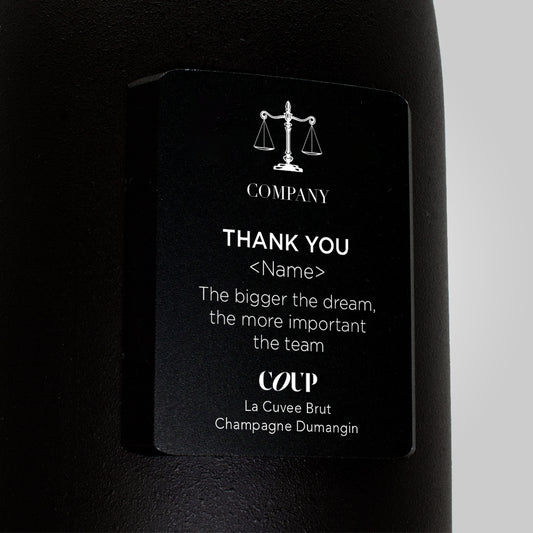 COMPANY
THANK YOU
<Name>
The bigger the dream,
the more important
the team
COUP
La Cuvee Brut
Champagne Dumangin